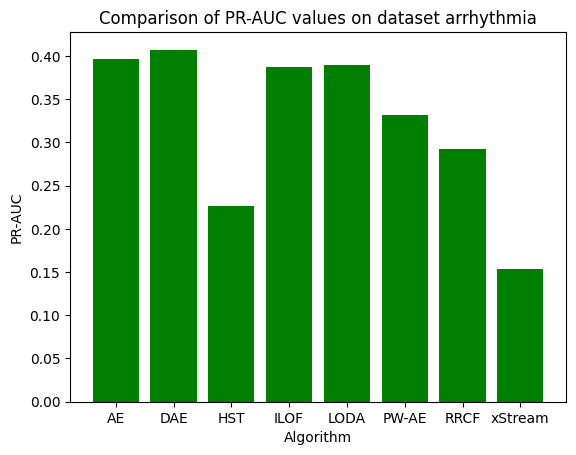 Comparison of PR-AUC values on dataset arrhythmia
0.40
0.35
0.30
0.25
0.20
0.15
0.10
0.05
0.00
PR-AUC
AE DAE HST ILOF LODA PW-AE RRCF xStream
Algorithm